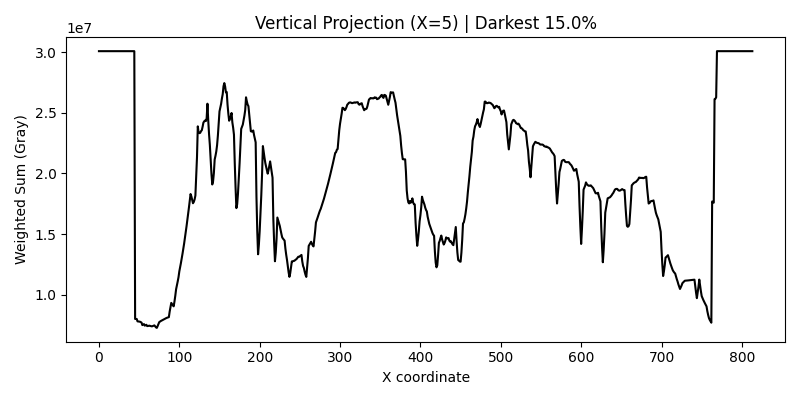 Vertical Projection (X=5) | Darkest 15.0%
1e7
3.0
2.5
2.0
1.5
1.0
Weighted Sum (Gray)
0 100 200 300 400 500 600 700 800
X coordinate